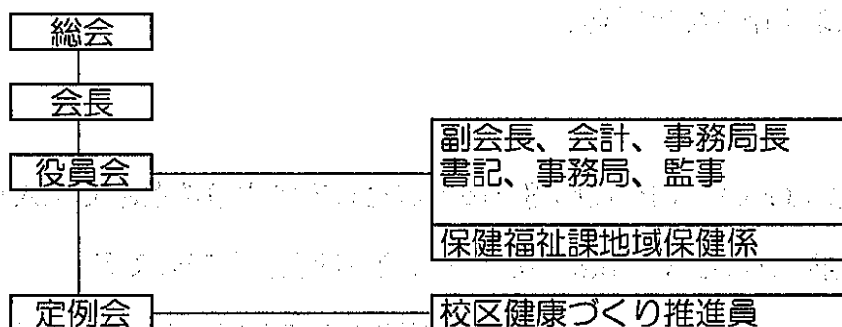 総会
会長
役員会
副会長、会計、事務局長
書記、事務局、監事
保健福祉課地域保健係
定例会
校区健康づくり推進員